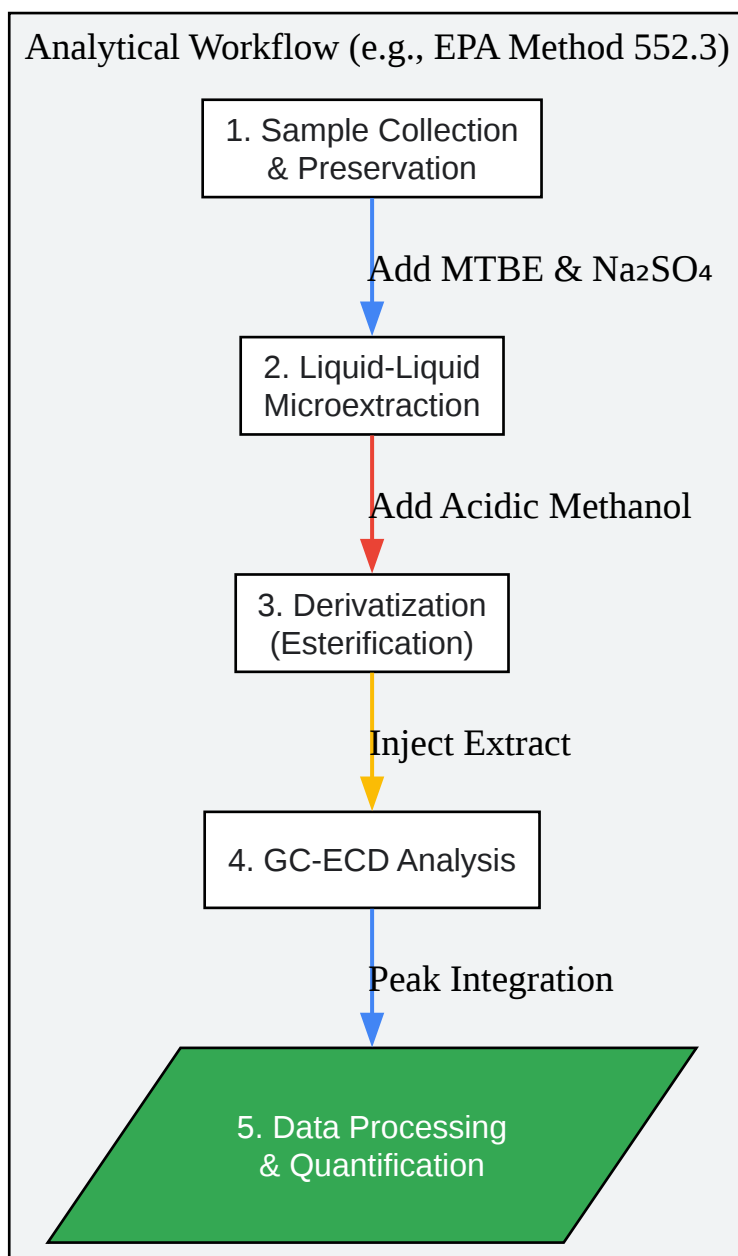 Analytical Workflow (e.g., EPA Method 552.3)
1. Sample Collection
& Preservation
Add MTBE & Na₂SO₄
2. Liquid-Liquid
Microextraction
Add Acidic Methanol
3. Derivatization
(Esterification)
Inject Extract
4. GC-ECD Analysis
Peak Integration
5. Data Processing
& Quantification